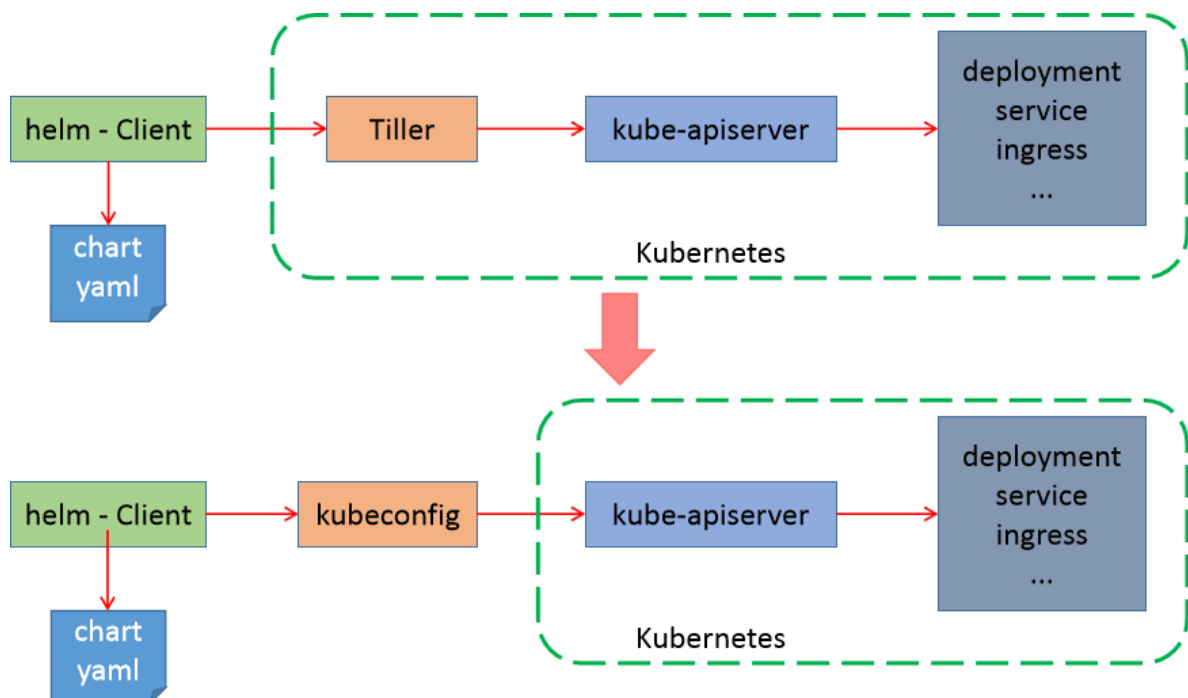 helm - Client
Tiller
kube-apiserver
deployment
service
ingress
...
chart
yaml
Kubernetes
helm - Client
kubeconfig
kube-apiserver
deployment
service
ingress
...
chart
yaml
Kubernetes